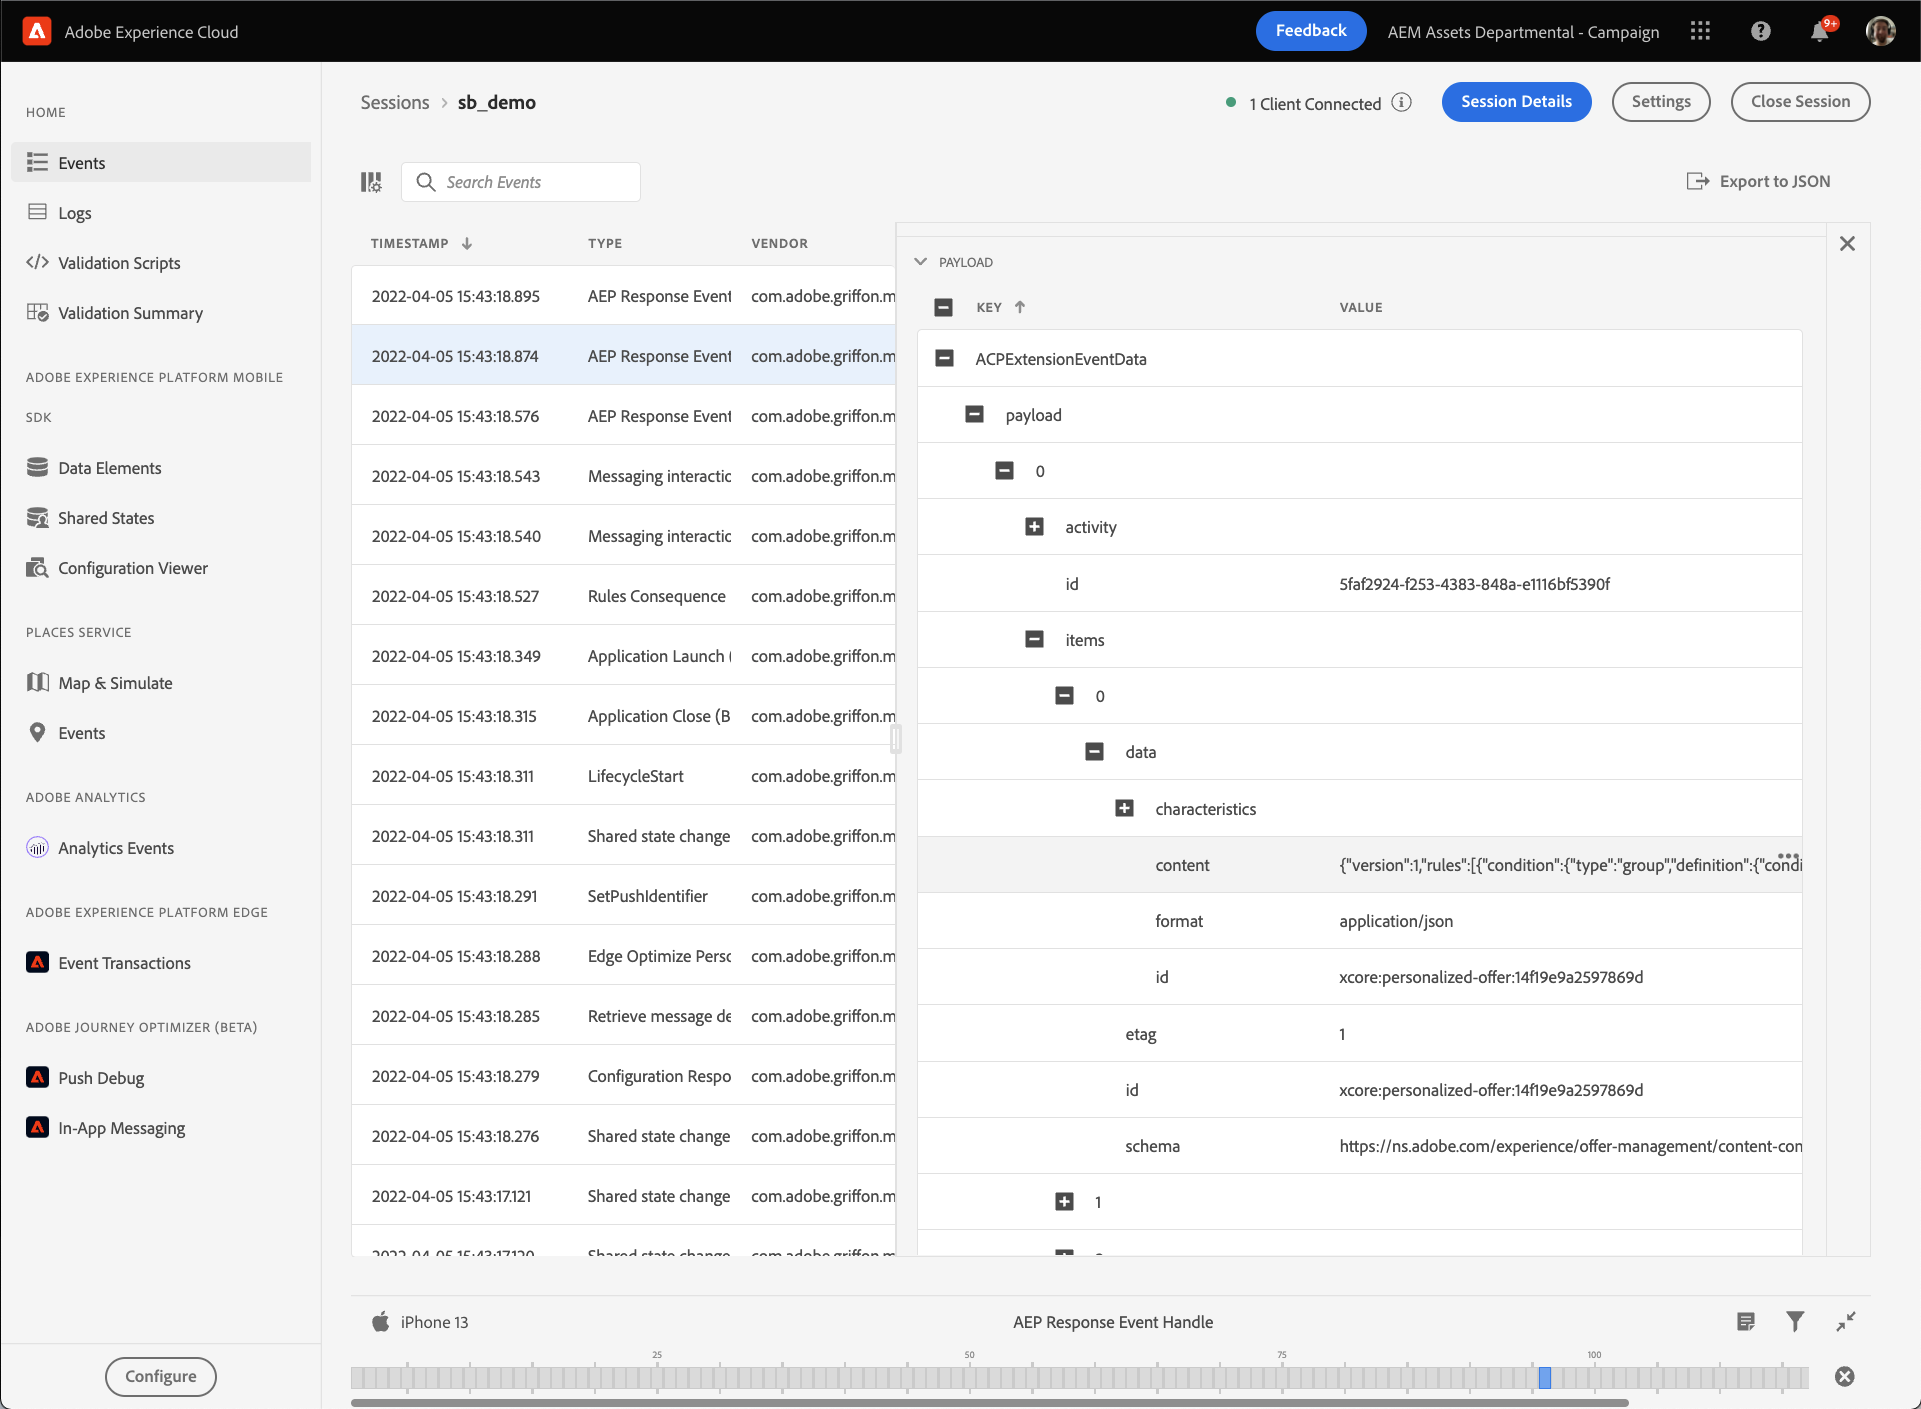 Adobe Experience Cloud
Feedback
AEM Assets Departmental - Campaign
9+
HOME
Events
Logs
Validation Scripts
Validation Summary
ADOBE EXPERIENCE PLATFORM MOBILE
SDK
Data Elements
Shared States
Configuration Viewer
PLACES SERVICE
Map & Simulate
Events
ADOBE ANALYTICS
Analytics Events
ADOBE EXPERIENCE PLATFORM EDGE
Event Transactions
ADOBE JOURNEY OPTIMIZER (BETA)
Push Debug
In-App Messaging
Configure
Sessions > sb_demo
1 Client Connected
Session Details
Settings
Close Session
Search Events
Export to JSON
TIMESTAMP TYPE VENDOR
2022-04-05 15:43:18.895 AEP Response Event com.adobe.griffon.m
2022-04-05 15:43:18.874 AEP Response Event com.adobe.griffon.m
2022-04-05 15:43:18.576 AEP Response Event com.adobe.griffon.m
2022-04-05 15:43:18.543 Messaging interactic com.adobe.griffon.m
2022-04-05 15:43:18.540 Messaging interactic com.adobe.griffon.m
2022-04-05 15:43:18.527 Rules Consequence com.adobe.griffon.m
2022-04-05 15:43:18.349 Application Launch ( com.adobe.griffon.m
2022-04-05 15:43:18.315 Application Close (B com.adobe.griffon.m
2022-04-05 15:43:18.311 LifecycleStart com.adobe.griffon.m
2022-04-05 15:43:18.311 Shared state change com.adobe.griffon.m
2022-04-05 15:43:18.291 SetPushIdentifier com.adobe.griffon.m
2022-04-05 15:43:18.288 Edge Optimize Persc com.adobe.griffon.m
2022-04-05 15:43:18.285 Retrieve message de com.adobe.griffon.m
2022-04-05 15:43:18.279 Configuration Respo com.adobe.griffon.m
2022-04-05 15:43:18.276 Shared state change com.adobe.griffon.m
2022-04-05 15:43:17.121 Shared state change com.adobe.griffon.m
2022-04-05 15:43:17.120 Shared state change com.adobe.griffon.m
PAYLOAD
KEY VALUE
ACPExtensionEventData
payload
0
activity
id 5faf2924-f253-4383-848a-e1116bf5390f
items
0
data
characteristics
content {"version":1,"rules":[{"condition":{"type":"group","definition":{"condi
format application/json
id xcore:personalized-offer:14f19e9a2597869d
etag 1
id xcore:personalized-offer:14f19e9a2597869d
schema https://ns.adobe.com/experience/offer-management/content-con
1
iPhone 13
AEP Response Event Handle
25 50 75 100